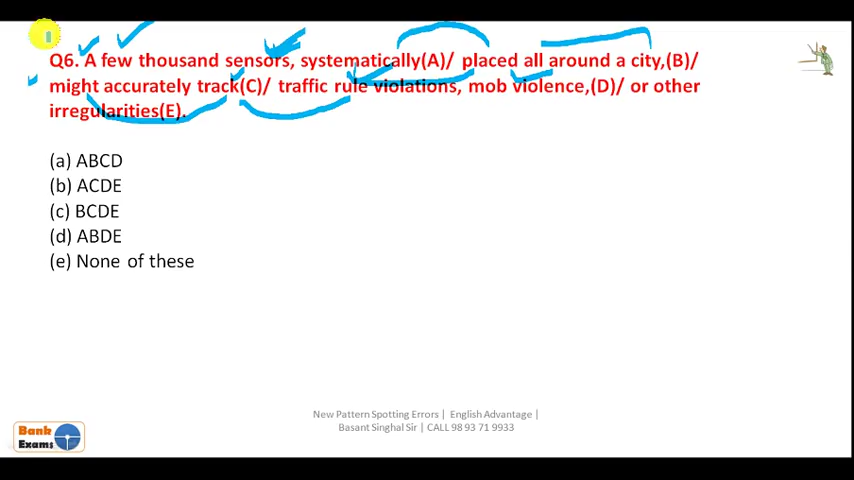 Q6. A few thousand sensors, systematically(A)/ placed all around a city,(B)/
might accurately track(C)/ traffic rule violations, mob violence,(D)/ or other
irregularities(E).
(a) ABCD
(b) ACDE
(c) BCDE
(d) ABDE
(e) None of these
New Pattern Spotting Errors | English Advantage |
Basant Singhal Sir | CALL 98 93 71 9933
Bank
Exams